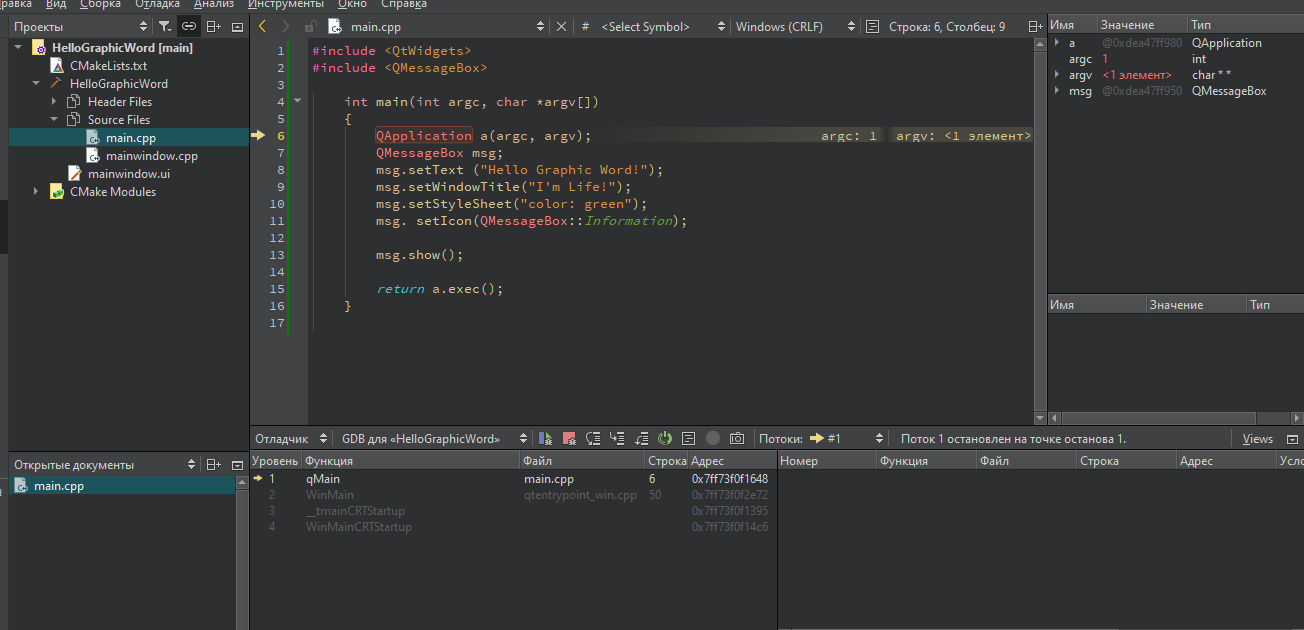 равка Вид Сборка Отладка Анализ Инструменты Окно Справка
Проекты
main.cpp
# <Select Symbol>
Windows (CRLF)
Строка: 6, Столбец: 9
HelloGraphicWord [main]
CMakeLists.txt
HelloGraphicWord
Header Files
Source Files
main.cpp
mainwindow.cpp
mainwindow.ui
CMake Modules
Открытые документы
main.cpp
1 #include <QtWidgets>
2 #include <QMessageBox>
3
4 int main(int argc, char *argv[])
5 {
6 QApplication a(argc, argv); argc: 1 argv: <1 элемент>
7 QMessageBox msg;
8 msg.setText ("Hello Graphic Word!");
9 msg.setWindowTitle("I'm Life!");
10 msg.setStyleSheet("color: green");
11 msg. setIcon(QMessageBox::Information);
12
13 msg.show();
14
15 return a.exec();
16 }
17
Имя Значение Тип
a @0xdea47ff980 QApplication
argc 1 int
argv <1 элемент> char * *
msg @0xdea47ff950 QMessageBox
Имя Значение Тип
Отладчик GDB для «HelloGraphicWord» Потоки: #1 Поток 1 остановлен на точке останова 1. Views
Уровень Функция Файл Строка Адрес
1 qMain main.cpp 6 0x7ff73f0f1648
2 WinMain qtentrypoint_win.cpp 50 0x7ff73f0f2e72
3 __tmainCRTStartup 0x7ff73f0f1395
4 WinMainCRTStartup 0x7ff73f0f14c6
Номер Функция Файл Строка Адрес Усло